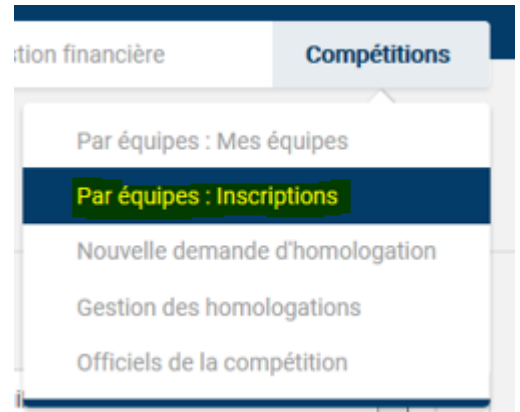 tion financière Compétitions
Par équipes : Mes équipes
Par équipes : Inscriptions
Nouvelle demande d'homologation
Gestion des homologations
Officiels de la compétition